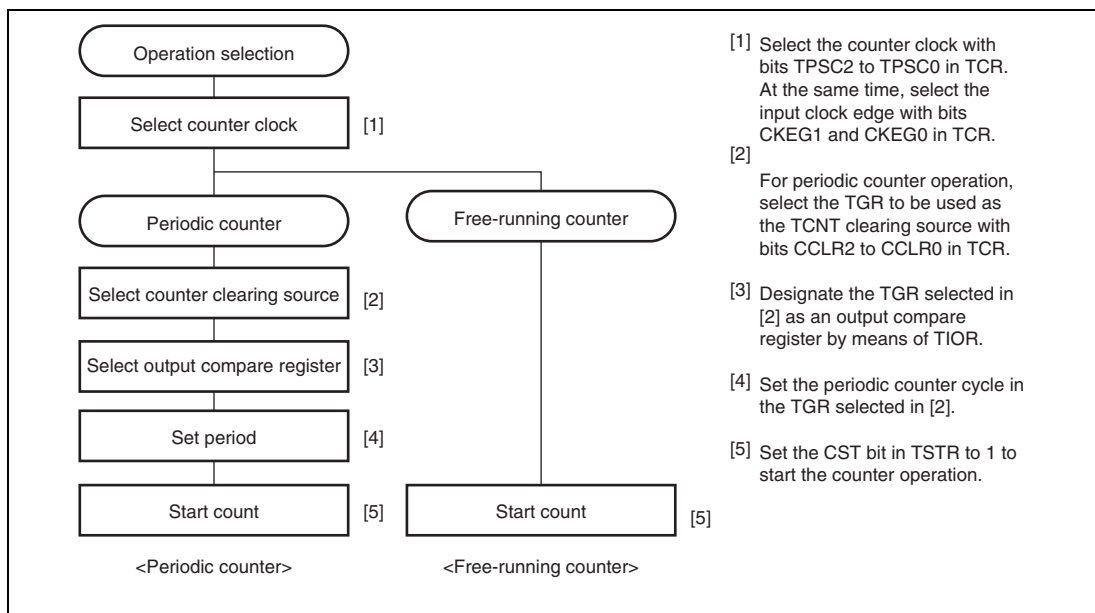 Operation selection
Select counter clock
[1]
Periodic counter
Free-running counter
Select counter clearing source
[2]
Select output compare register
[3]
Set period
[4]
Start count
[5]
Start count
[5]
<Periodic counter>
<Free-running counter>
[1] Select the counter clock with
bits TPSC2 to TPSC0 in TCR.
At the same time, select the
input clock edge with bits
CKEG1 and CKEG0 in TCR.
[2]
For periodic counter operation,
select the TGR to be used as
the TCNT clearing source with
bits CCLR2 to CCLR0 in TCR.
[3] Designate the TGR selected in
[2] as an output compare
register by means of TIOR.
[4] Set the periodic counter cycle in
the TGR selected in [2].
[5] Set the CST bit in TSTR to 1 to
start the counter operation.